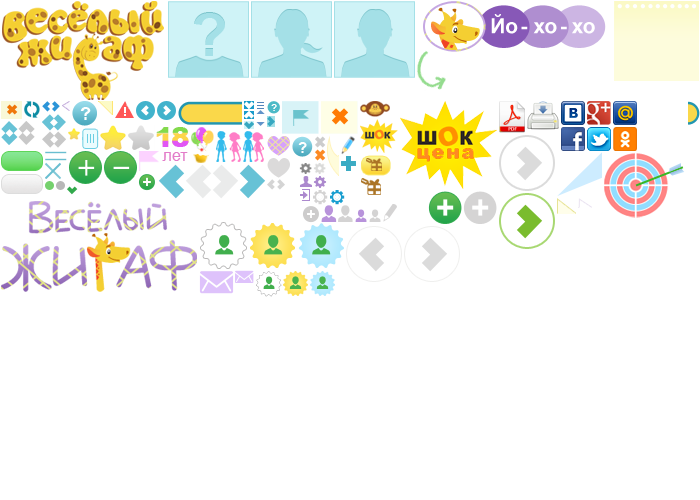 весёлый
жираф
?
Йо - хо - хо
?
?
18
лет
?
шок
шок
цена
PDF
B
g+
@
f
Весёлый
ЖИРАФ